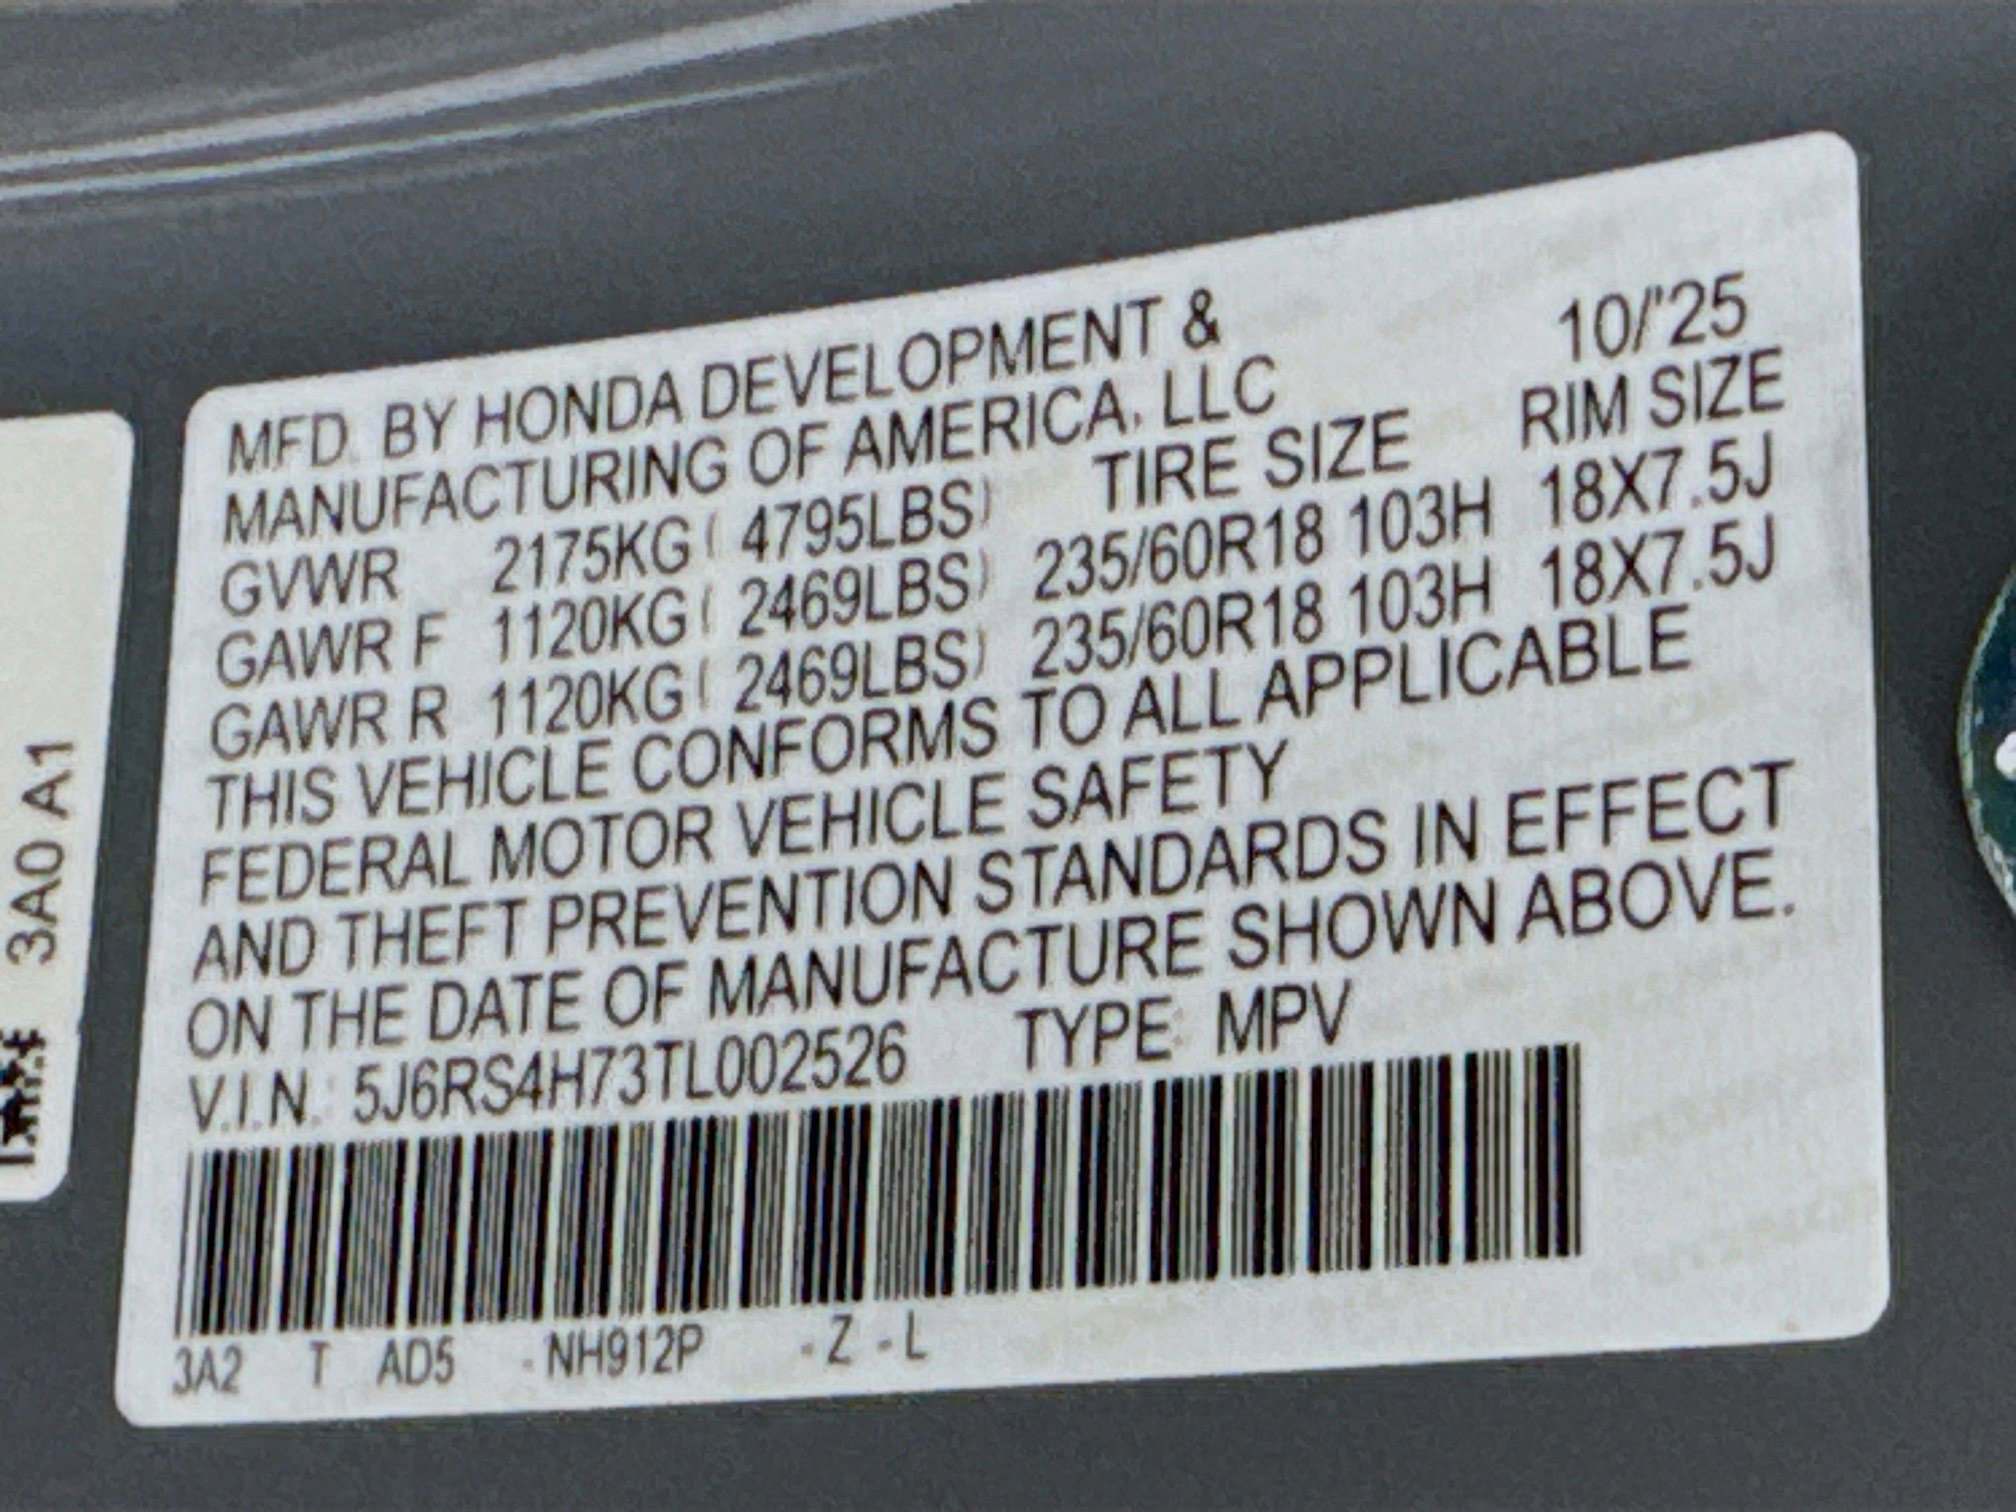 MFD. BY HONDA DEVELOPMENT & 10/'25
MANUFACTURING OF AMERICA, LLC
TIRE SIZE RIM SIZE
GVWR 2175KG( 4795LBS)
GAWR F 1120KG( 2469LBS) 235/60R18 103H 18X7.5J
GAWR R 1120KG( 2469LBS) 235/60R18 103H 18X7.5J
THIS VEHICLE CONFORMS TO ALL APPLICABLE
FEDERAL MOTOR VEHICLE SAFETY
AND THEFT PREVENTION STANDARDS IN EFFECT
ON THE DATE OF MANUFACTURE SHOWN ABOVE.
V.I.N.: 5J6RS4H73TL002526 TYPE: MPV
3A2 T AD5 - NH912P - Z - L
3A0 A1